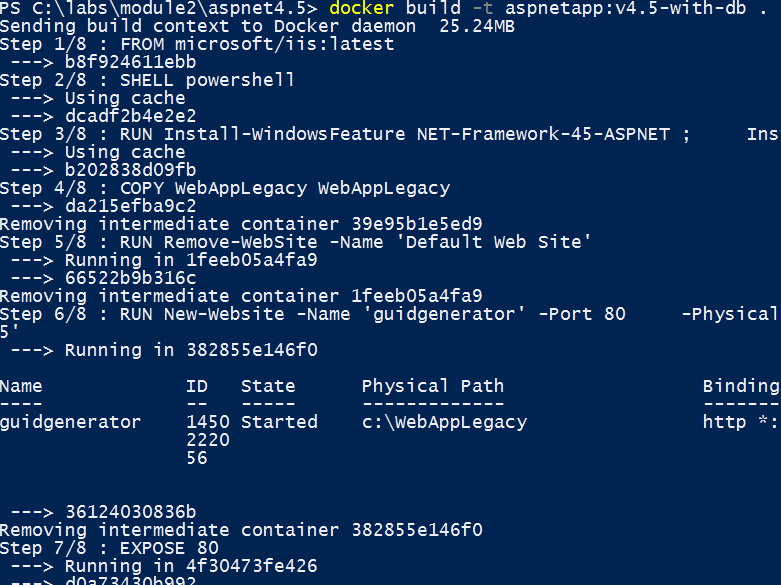 PS C:\labs\module2\aspnet4.5> docker build -t aspnetapp:v4.5-with-db .
Sending build context to Docker daemon  25.24MB
Step 1/8 : FROM microsoft/iis:latest
 ---> b8f924611ebb
Step 2/8 : SHELL powershell
 ---> Using cache
 ---> dcadf2b4e2e2
Step 3/8 : RUN Install-WindowsFeature NET-Framework-45-ASPNET ;     Ins
 ---> Using cache
 ---> b202838d09fb
Step 4/8 : COPY WebAppLegacy WebAppLegacy
 ---> da215efba9c2
Removing intermediate container 39e95b1e5ed9
Step 5/8 : RUN Remove-WebSite -Name 'Default Web Site'
 ---> Running in 1feeb05a4fa9
 ---> 66522b9b316c
Removing intermediate container 1feeb05a4fa9
Step 6/8 : RUN New-Website -Name 'guidgenerator' -Port 80     -Physical
5'
 ---> Running in 382855e146f0
Name             ID   State      Physical Path                  Binding
----             --   -----      -------------                  -------
guidgenerator    1450 Started    c:\WebAppLegacy                http *:
                 2220
                 56
 ---> 36124030836b
Removing intermediate container 382855e146f0
Step 7/8 : EXPOSE 80
 ---> Running in 4f30473fe426
 ---> d0a73430b992